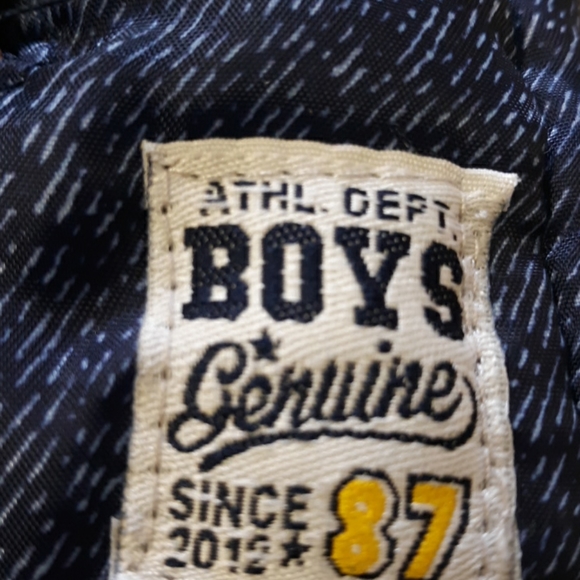 ATHL. DEPT.
BOYS
Genuine
SINCE 87
2012